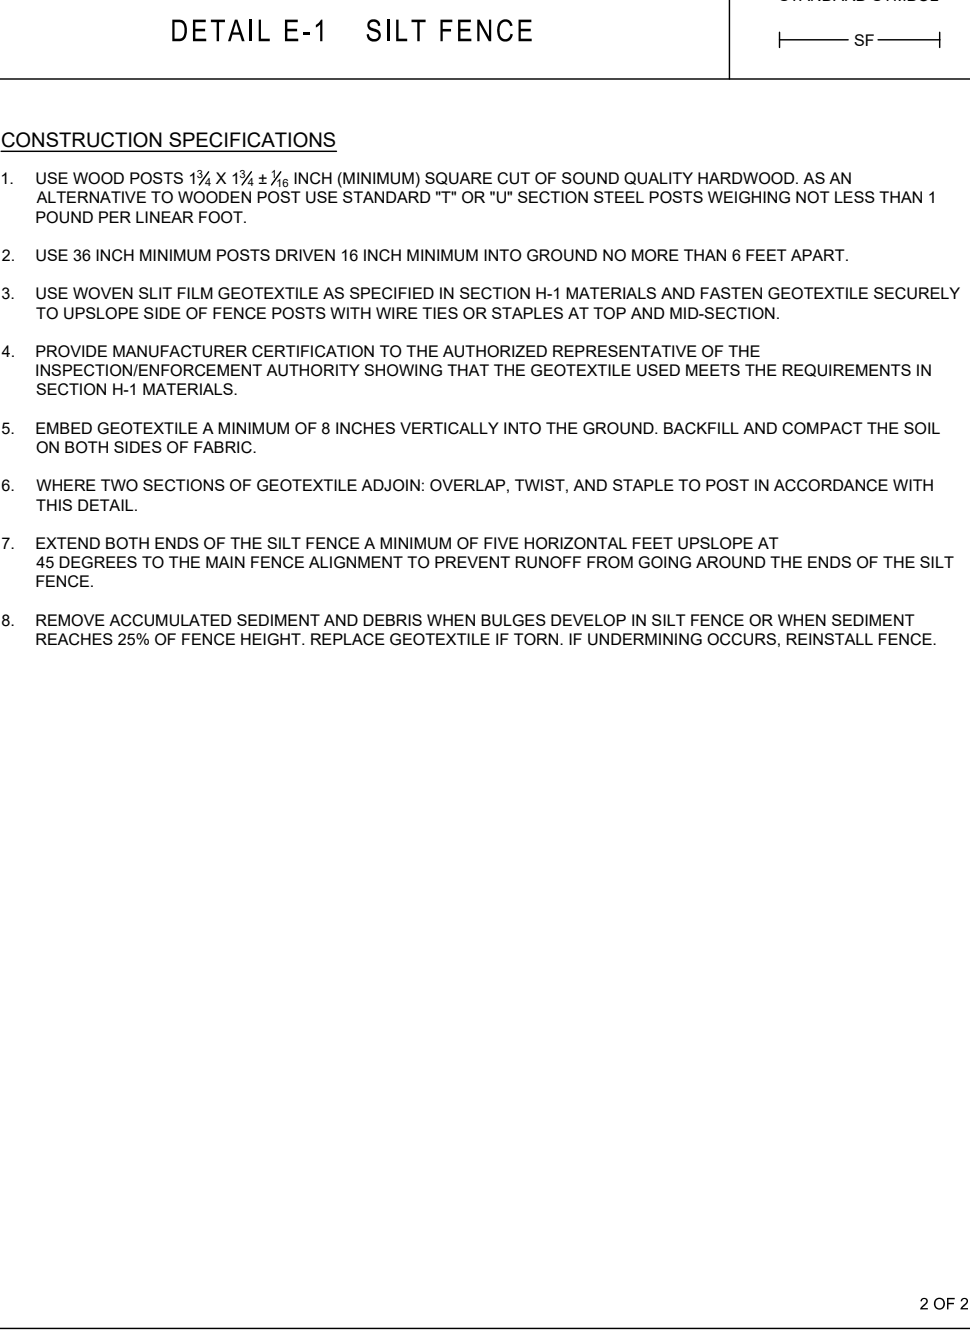 DETAIL E-1 SILT FENCE
SF
CONSTRUCTION SPECIFICATIONS
1. USE WOOD POSTS 1¾ X 1¾ ± 1⁄16 INCH (MINIMUM) SQUARE CUT OF SOUND QUALITY HARDWOOD. AS AN
ALTERNATIVE TO WOODEN POST USE STANDARD "T" OR "U" SECTION STEEL POSTS WEIGHING NOT LESS THAN 1
POUND PER LINEAR FOOT.
2. USE 36 INCH MINIMUM POSTS DRIVEN 16 INCH MINIMUM INTO GROUND NO MORE THAN 6 FEET APART.
3. USE WOVEN SLIT FILM GEOTEXTILE AS SPECIFIED IN SECTION H-1 MATERIALS AND FASTEN GEOTEXTILE SECURELY
TO UPSLOPE SIDE OF FENCE POSTS WITH WIRE TIES OR STAPLES AT TOP AND MID-SECTION.
4. PROVIDE MANUFACTURER CERTIFICATION TO THE AUTHORIZED REPRESENTATIVE OF THE
INSPECTION/ENFORCEMENT AUTHORITY SHOWING THAT THE GEOTEXTILE USED MEETS THE REQUIREMENTS IN
SECTION H-1 MATERIALS.
5. EMBED GEOTEXTILE A MINIMUM OF 8 INCHES VERTICALLY INTO THE GROUND. BACKFILL AND COMPACT THE SOIL
ON BOTH SIDES OF FABRIC.
6. WHERE TWO SECTIONS OF GEOTEXTILE ADJOIN: OVERLAP, TWIST, AND STAPLE TO POST IN ACCORDANCE WITH
THIS DETAIL.
7. EXTEND BOTH ENDS OF THE SILT FENCE A MINIMUM OF FIVE HORIZONTAL FEET UPSLOPE AT
45 DEGREES TO THE MAIN FENCE ALIGNMENT TO PREVENT RUNOFF FROM GOING AROUND THE ENDS OF THE SILT
FENCE.
8. REMOVE ACCUMULATED SEDIMENT AND DEBRIS WHEN BULGES DEVELOP IN SILT FENCE OR WHEN SEDIMENT
REACHES 25% OF FENCE HEIGHT. REPLACE GEOTEXTILE IF TORN. IF UNDERMINING OCCURS, REINSTALL FENCE.
2 OF 2